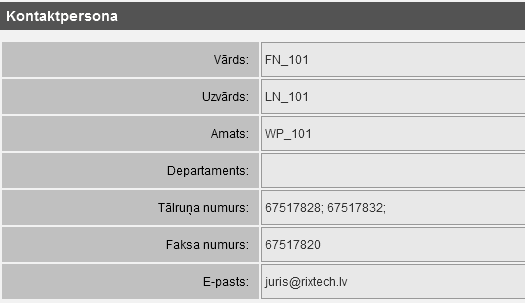 Kontaktpersona
Vārds: FN_101
Uzvārds: LN_101
Amats: WP_101
Departaments:
Tālruņa numurs: 67517828; 67517832;
Faksa numurs: 67517820
E-pasts: juris@rixtech.lv